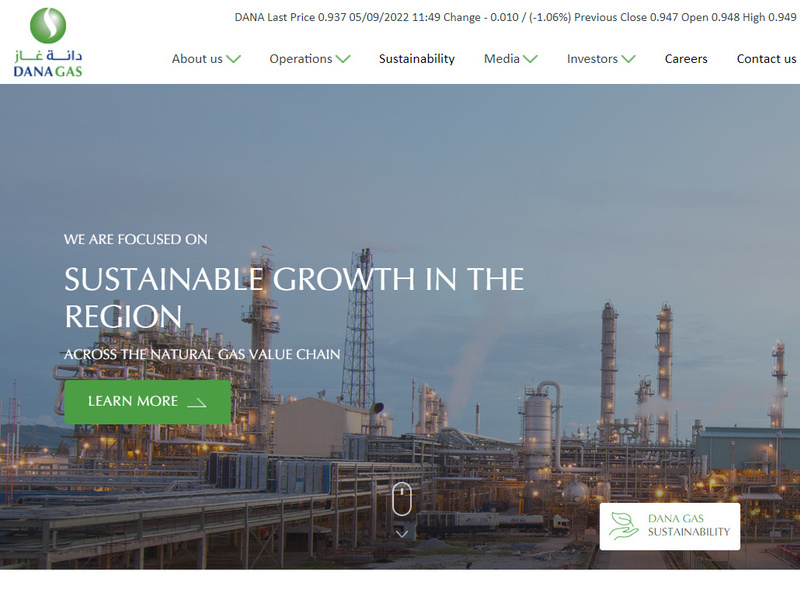 DANA Last Price 0.937 05/09/2022 11:49 Change - 0.010 / (-1.06%) Previous Close 0.947 Open 0.948 High 0.949
دانـة غـاز
DANA GAS
About us
Operations
Sustainability
Media
Investors
Careers
Contact us
WE ARE FOCUSED ON
SUSTAINABLE GROWTH IN THE
REGION
ACROSS THE NATURAL GAS VALUE CHAIN
LEARN MORE
DANA GAS
SUSTAINABILITY